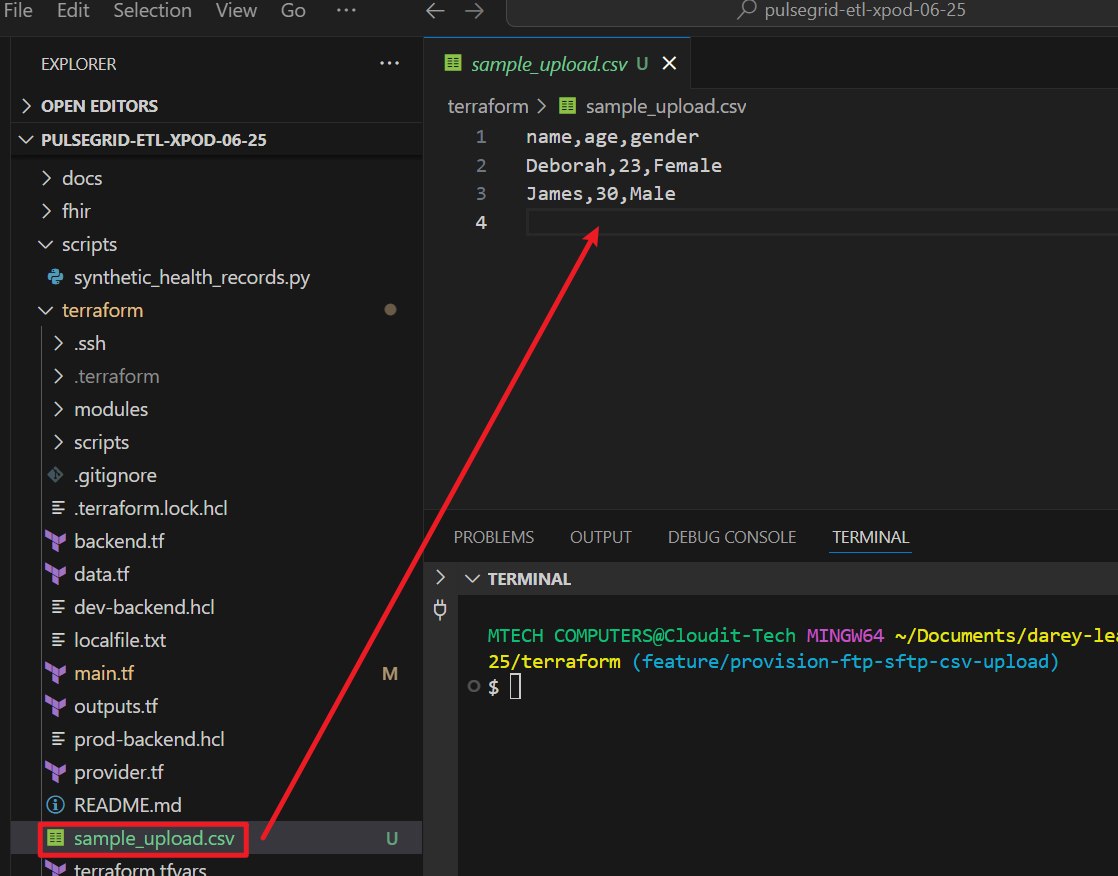 File Edit Selection View Go ···
pulsegrid-etl-xpod-06-25
EXPLORER ···
OPEN EDITORS
PULSEGRID-ETL-XPOD-06-25
docs
fhir
scripts
synthetic_health_records.py
terraform
.ssh
.terraform
modules
scripts
.gitignore
.terraform.lock.hcl
backend.tf
data.tf
dev-backend.hcl
localfile.txt
main.tf M
outputs.tf
prod-backend.hcl
provider.tf
README.md
sample_upload.csv U
terraform.tfvars
sample_upload.csv U
terraform > sample_upload.csv
1 name,age,gender
2 Deborah,23,Female
3 James,30,Male
4
PROBLEMS OUTPUT DEBUG CONSOLE TERMINAL
TERMINAL
MTECH COMPUTERS@Cloudit-Tech MINGW64 ~/Documents/darey-lea
25/terraform (feature/provision-ftp-sftp-csv-upload)
$